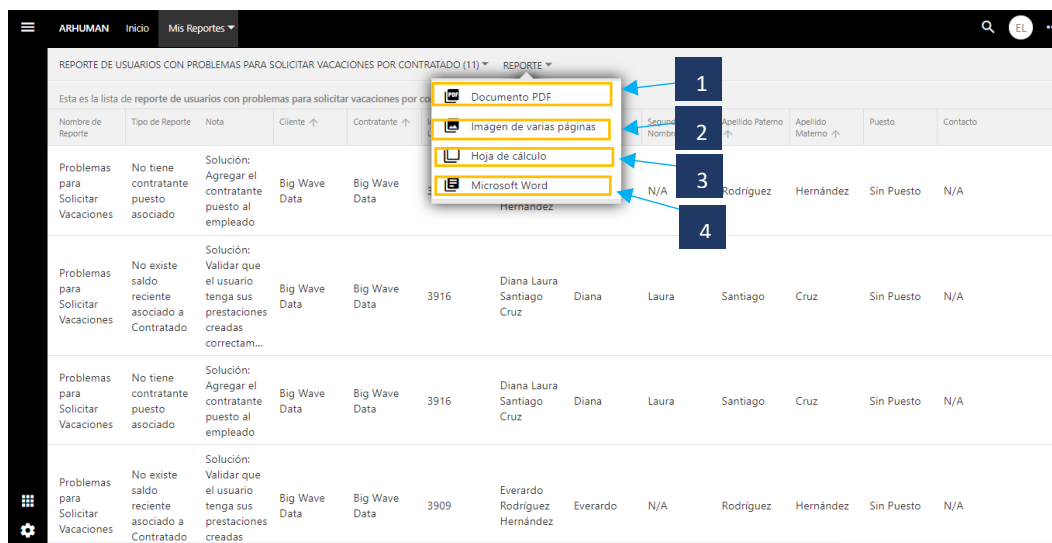 ARHUMAN Inicio Mis Reportes
EL
REPORTE DE USUARIOS CON PROBLEMAS PARA SOLICITAR VACACIONES POR CONTRATADO (11) REPORTE
Esta es la lista de reporte de usuarios con problemas para solicitar vacaciones por
Documento PDF
Imagen de varias páginas
Hoja de cálculo
Microsoft Word
1
2
3
4
Nombre de
Reporte
Tipo de Reporte
Nota
Cliente
Contratante
Segundo
Nombre
Apellido Paterno
Apellido
Materno
Puesto
Contacto
Problemas
para
Solicitar
Vacaciones
No tiene
contratante
puesto
asociado
Solución:
Agregar el
contratante
puesto al
empleado
Big Wave
Data
Big Wave
Data
Hernández
N/A
Rodríguez
Hernández
Sin Puesto
N/A
Problemas
para
Solicitar
Vacaciones
No existe
saldo
reciente
asociado a
Contratado
Solución:
Validar que
el usuario
tenga sus
prestaciones
creadas
correctam...
Big Wave
Data
Big Wave
Data
3916
Diana Laura
Santiago
Cruz
Diana
Laura
Santiago
Cruz
Sin Puesto
N/A
Problemas
para
Solicitar
Vacaciones
No tiene
contratante
puesto
asociado
Solución:
Agregar el
contratante
puesto al
empleado
Big Wave
Data
Big Wave
Data
3916
Diana Laura
Santiago
Cruz
Diana
Laura
Santiago
Cruz
Sin Puesto
N/A
Problemas
para
Solicitar
Vacaciones
No existe
saldo
reciente
asociado a
Contratado
Solución:
Validar que
el usuario
tenga sus
prestaciones
creadas
Big Wave
Data
Big Wave
Data
3909
Everardo
Rodríguez
Hernández
Everardo
N/A
Rodríguez
Hernández
Sin Puesto
N/A